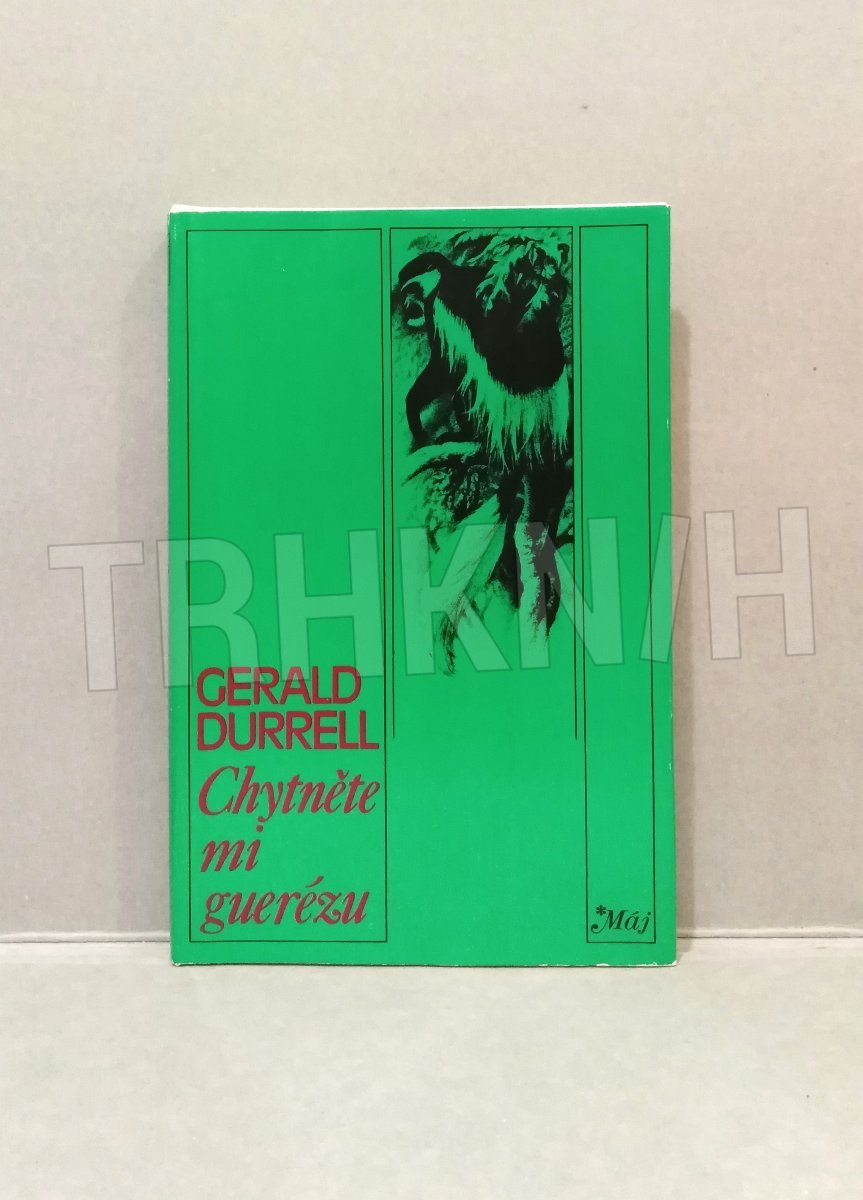 TRHKNIH
GERALD
DURRELL
Chytněte
mi
guerézu
*Máj